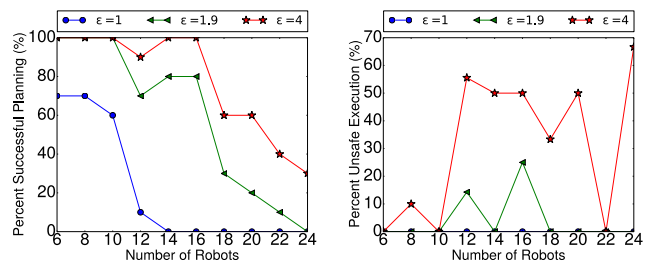 ε = 1 ε = 1.9 ε = 4
Percent Successful Planning (%)
100
80
60
40
20
0
6 8 10 12 14 16 18 20 22 24
Number of Robots
ε = 1 ε = 1.9 ε = 4
Percent Unsafe Execution (%)
70
60
50
40
30
20
10
0
6 8 10 12 14 16 18 20 22 24
Number of Robots